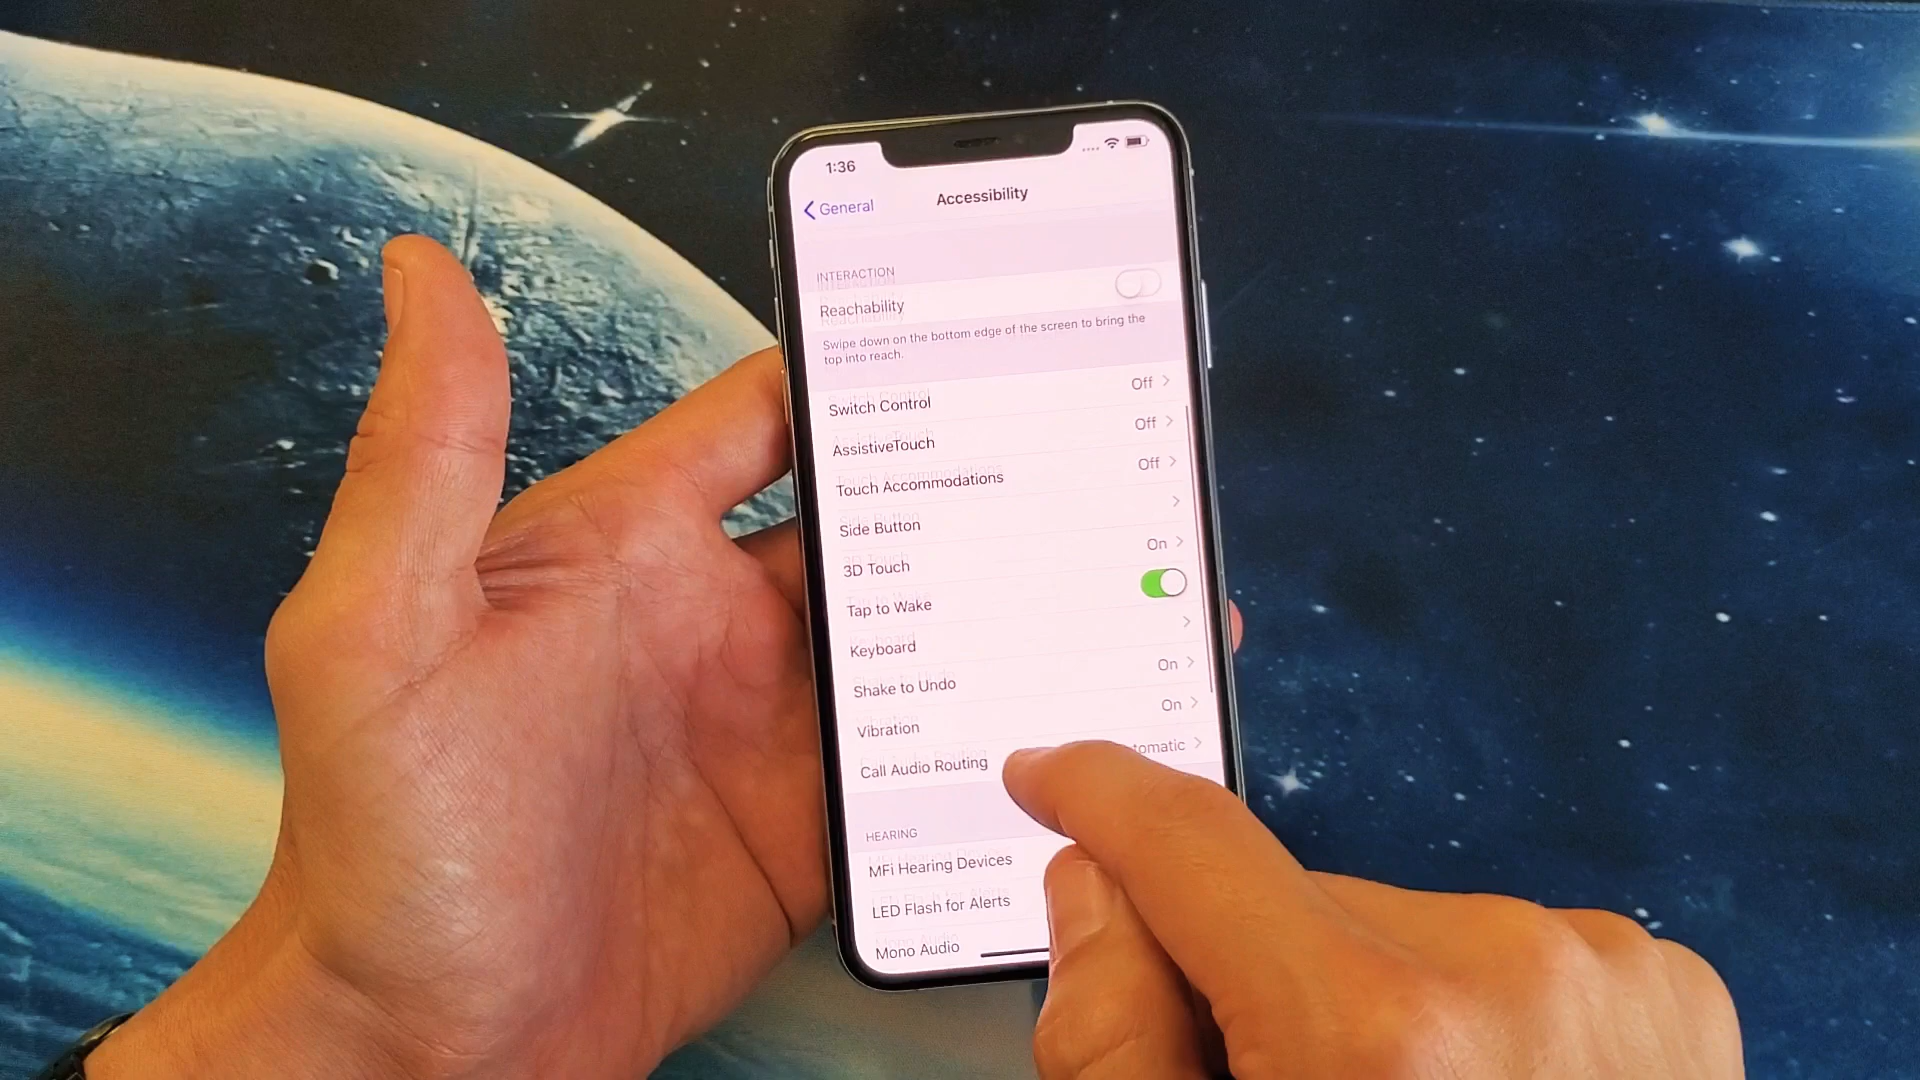 1:36
General
Accessibility
INTERACTION
Reachability
Swipe down on the bottom edge of the screen to bring the
top into reach.
Switch Control Off
AssistiveTouch Off
Touch Accommodations Off
Side Button
3D Touch On
Tap to Wake
Keyboard
Shake to Undo On
Vibration On
Call Audio Routing tomatic
HEARING
MFi Hearing Devices
LED Flash for Alerts
Mono Audio